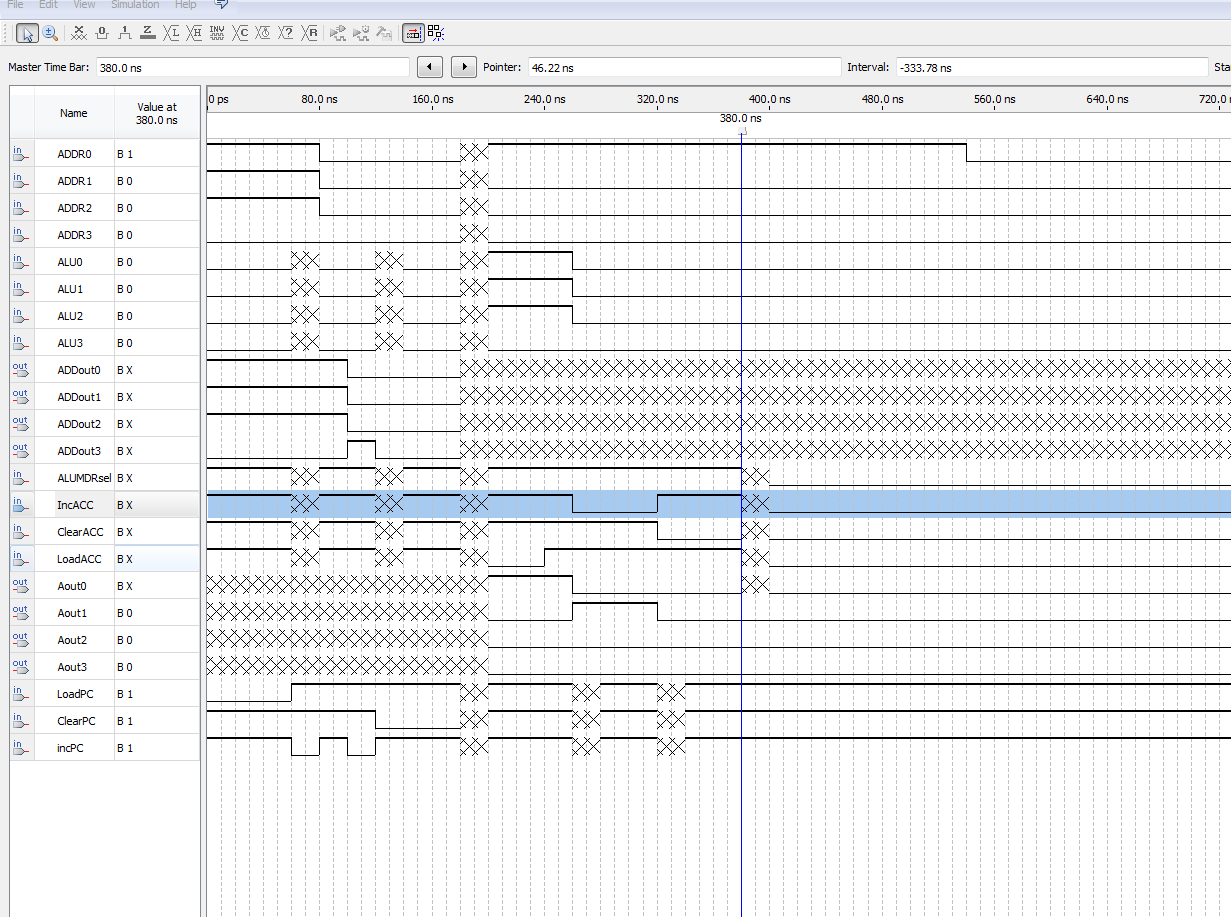 File Edit View Simulation Help
Master Time Bar: 380.0 ns Pointer: 46.22 ns Interval: -333.78 ns Sta
Name Value at 380.0 ns
0 ps 80.0 ns 160.0 ns 240.0 ns 320.0 ns 400.0 ns 480.0 ns 560.0 ns 640.0 ns 720.0
380.0 ns
in ADDR0 B 1
in ADDR1 B 0
in ADDR2 B 0
in ADDR3 B 0
in ALU0 B 0
in ALU1 B 0
in ALU2 B 0
in ALU3 B 0
out ADDout0 B X
out ADDout1 B X
out ADDout2 B X
out ADDout3 B X
in ALUMDRsel B X
in IncACC B X
in ClearACC B X
in LoadACC B X
out Aout0 B X
out Aout1 B 0
out Aout2 B 0
out Aout3 B 0
in LoadPC B 1
in ClearPC B 1
in incPC B 1